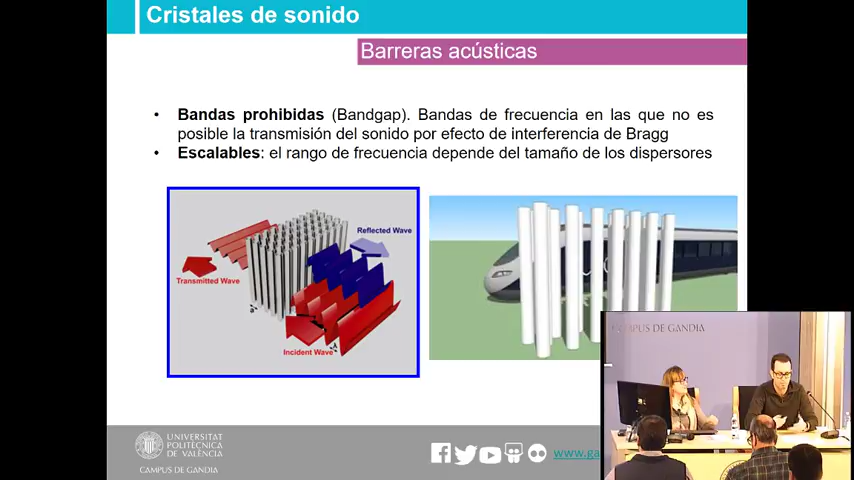 Cristales de sonido
Barreras acústicas
• Bandas prohibidas (Bandgap). Bandas de frecuencia en las que no es
posible la transmisión del sonido por efecto de interferencia de Bragg
• Escalables: el rango de frecuencia depende del tamaño de los dispersores
Reflected Wave
Transmitted Wave
Incident Wave
CAMPUS DE GANDIA
UNIVERSITAT
POLITÈCNICA
DE VALÈNCIA
CAMPUS DE GANDIA
www.ga